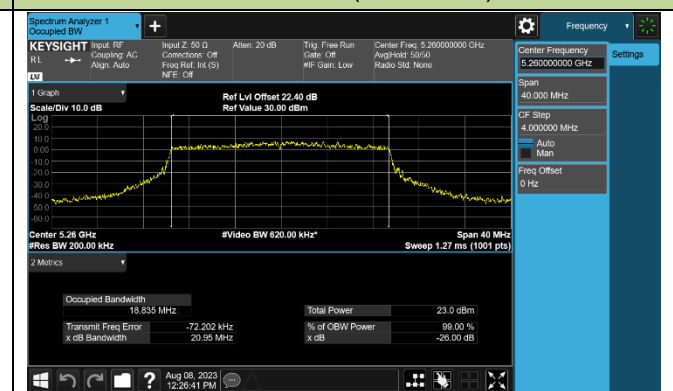 Spectrum Analyzer 1
Occupied BW
+
Frequency
KEYSIGHT
RL
LXI
Input: RF
Coupling: AC
Align: Auto
Input Z: 50 Ω
Corrections: Off
Freq Ref: Int (S)
NFE: Off
Atten: 20 dB
Trig: Free Run
Gate: Off
#IF Gain: Low
Center Freq: 5.260000000 GHz
Avg|Hold: 50/50
Radio Std: None
Center Frequency
5.260000000 GHz
Settings
Span
40.000 MHz
CF Step
4.000000 MHz
Auto
Man
Freq Offset
0 Hz
1 Graph
Scale/Div 10.0 dB
Ref Lvl Offset 22.40 dB
Ref Value 30.00 dBm
Log
20.0
10.0
0.00
-10.0
-20.0
-30.0
-40.0
-50.0
-60.0
Center 5.26 GHz
#Video BW 620.00 kHz*
Span 40 MHz
#Res BW 200.00 kHz
Sweep 1.27 ms (1001 pts)
2 Metrics
Occupied Bandwidth
18.835 MHz
Total Power
23.0 dBm
Transmit Freq Error
-72.202 kHz
% of OBW Power
99.00 %
x dB Bandwidth
20.95 MHz
x dB
-26.00 dB
?
Aug 08, 2023
12:26:41 PM